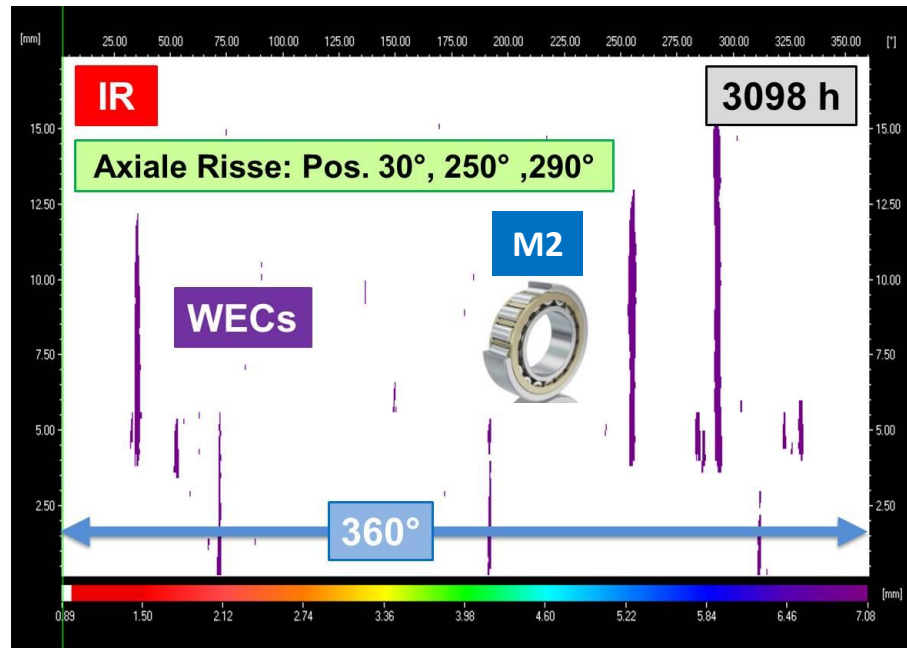 [mm] 25.00 50.00 75.00 100.00 125.00 150.00 175.00 200.00 225.00 250.00 275.00 300.00 325.00 350.00 [°]
IR
3098 h
15.00 15.00
Axiale Risse: Pos. 30°, 250° ,290°
12.50 12.50
M2
10.00 10.00
WECs
7.50 7.50
5.00 5.00
2.50 2.50
360°
[mm]
0.89 1.50 2.12 2.74 3.36 3.98 4.60 5.22 5.84 6.46 7.08